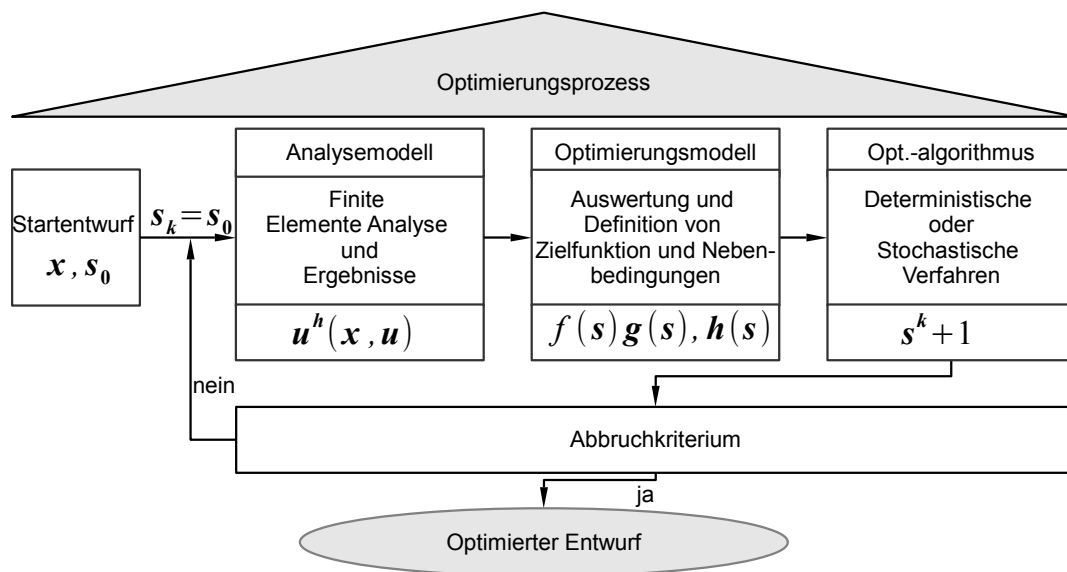 Optimierungsprozess
Startentwurf
x , s₀
sₖ = s₀
Analysemodell
Finite
Elemente Analyse
und
Ergebnisse
uʰ(x , u)
Optimierungsmodell
Auswertung und
Definition von
Zielfunktion und Neben-
bedingungen
f (s) g(s) , h(s)
Opt.-algorithmus
Deterministische
oder
Stochastische
Verfahren
sᵏ+1
nein
Abbruchkriterium
ja
Optimierter Entwurf